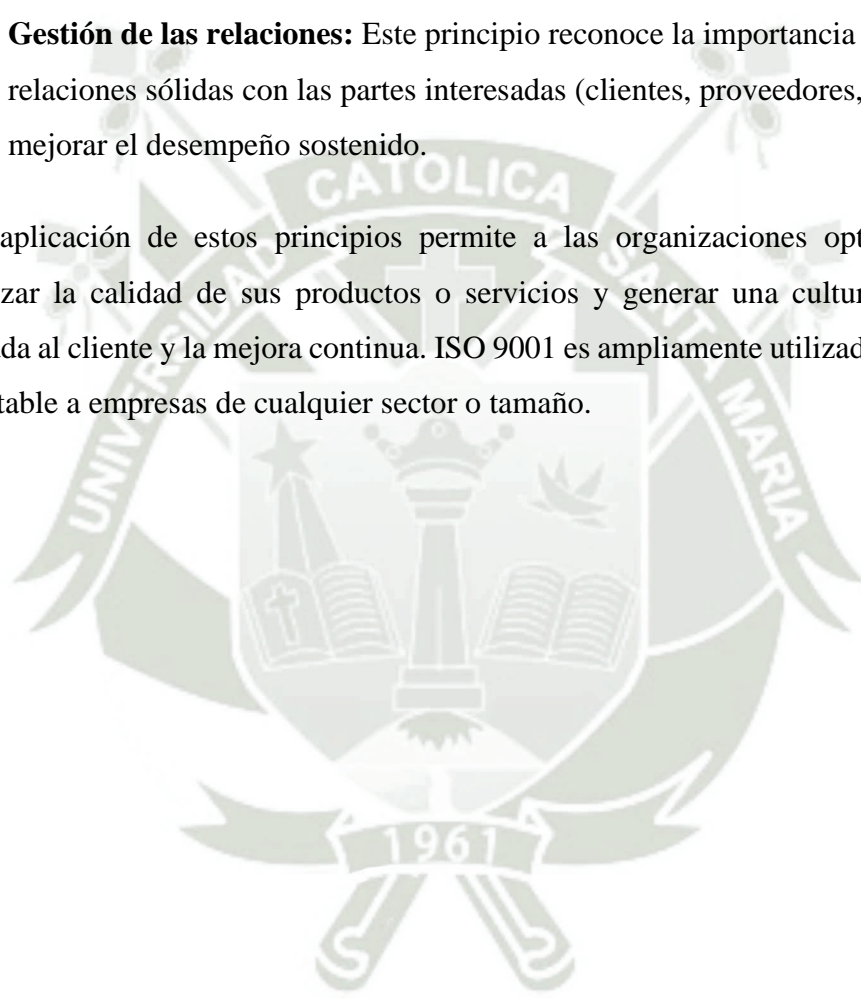 Gestión de las relaciones: Este principio reconoce la importancia
relaciones sólidas con las partes interesadas (clientes, proveedores,
mejorar el desempeño sostenido.
aplicación de estos principios permite a las organizaciones opt
zar la calidad de sus productos o servicios y generar una cultur
da al cliente y la mejora continua. ISO 9001 es ampliamente utilizad
table a empresas de cualquier sector o tamaño.
UNIVERSIDAD CATOLICA SANTA MARIA
1961